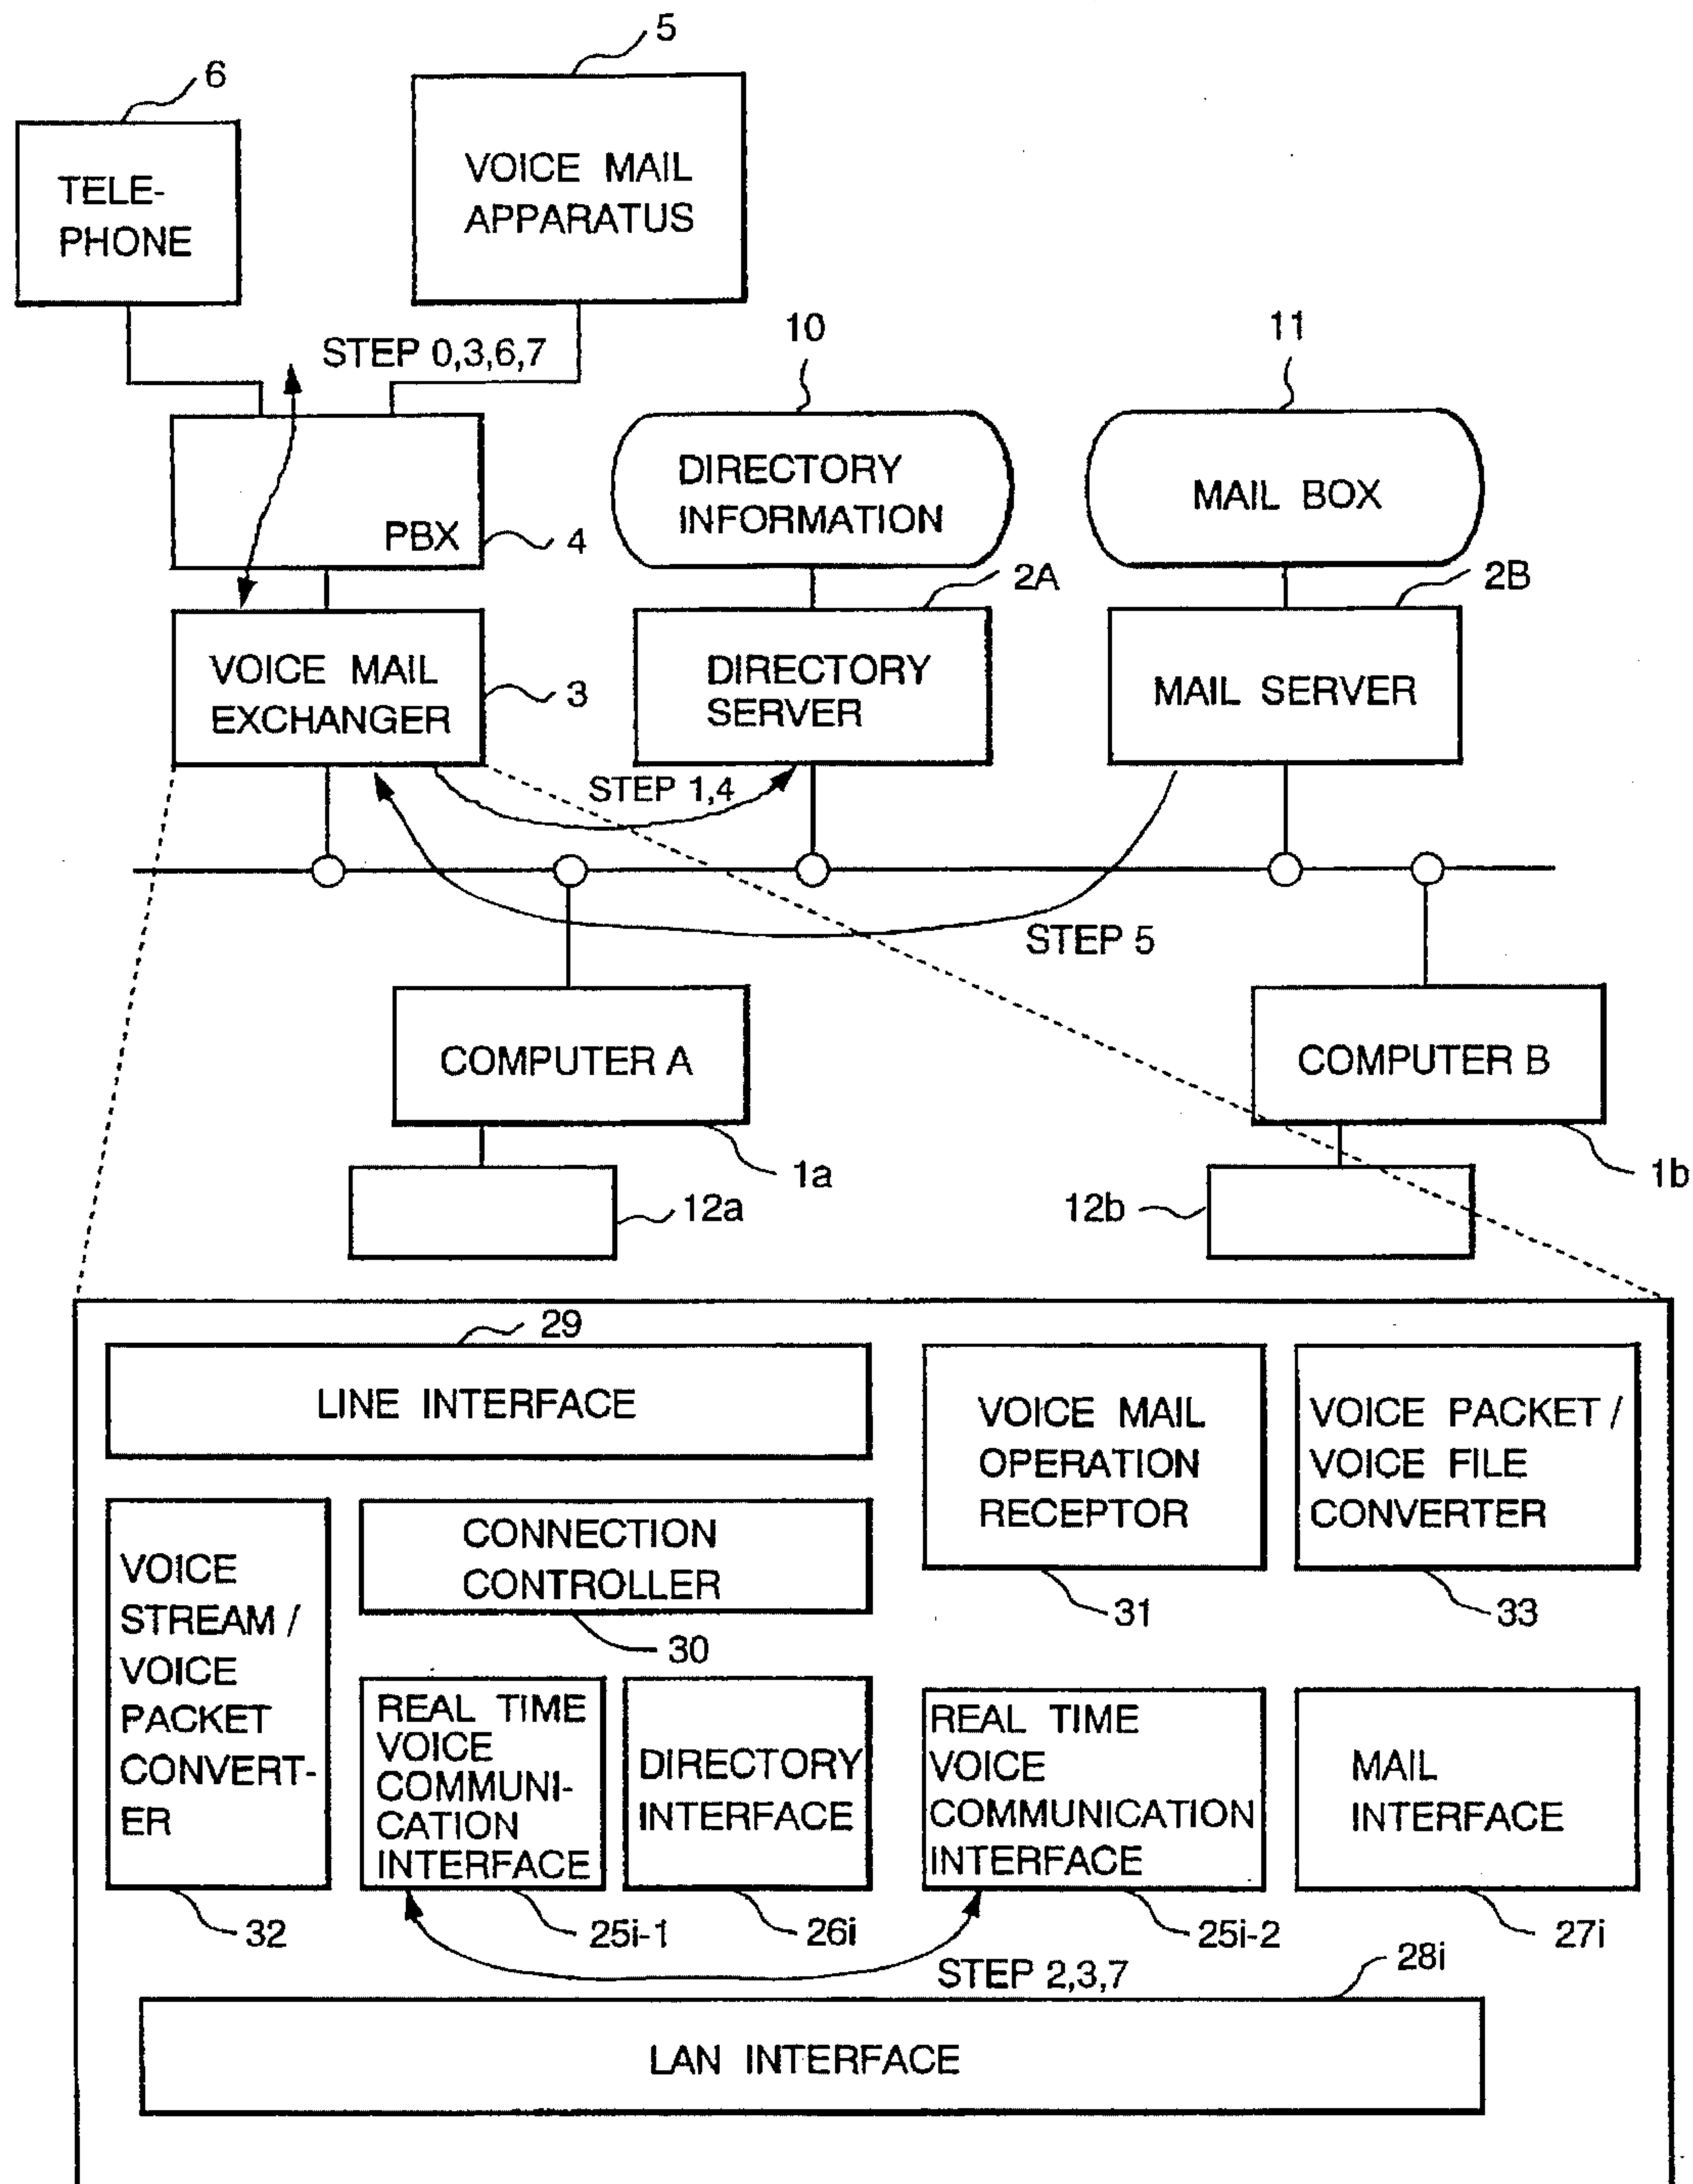 5
6
TELE-
PHONE
VOICE MAIL
APPARATUS
STEP 0,3,6,7
10
11
PBX
4
DIRECTORY
INFORMATION
MAIL BOX
2A
2B
VOICE MAIL
EXCHANGER
3
DIRECTORY
SERVER
MAIL SERVER
STEP 1,4
STEP 5
COMPUTER A
COMPUTER B
1a
1b
12a
12b
29
LINE INTERFACE
VOICE MAIL
OPERATION
RECEPTOR
VOICE PACKET /
VOICE FILE
CONVERTER
VOICE
STREAM /
VOICE
PACKET
CONVERT-
ER
CONNECTION
CONTROLLER
31
33
30
REAL TIME
VOICE
COMMUNI-
CATION
INTERFACE
DIRECTORY
INTERFACE
REAL TIME
VOICE
COMMUNICATION
INTERFACE
MAIL
INTERFACE
32
25i-1
26i
25i-2
27i
STEP 2,3,7
28i
LAN INTERFACE